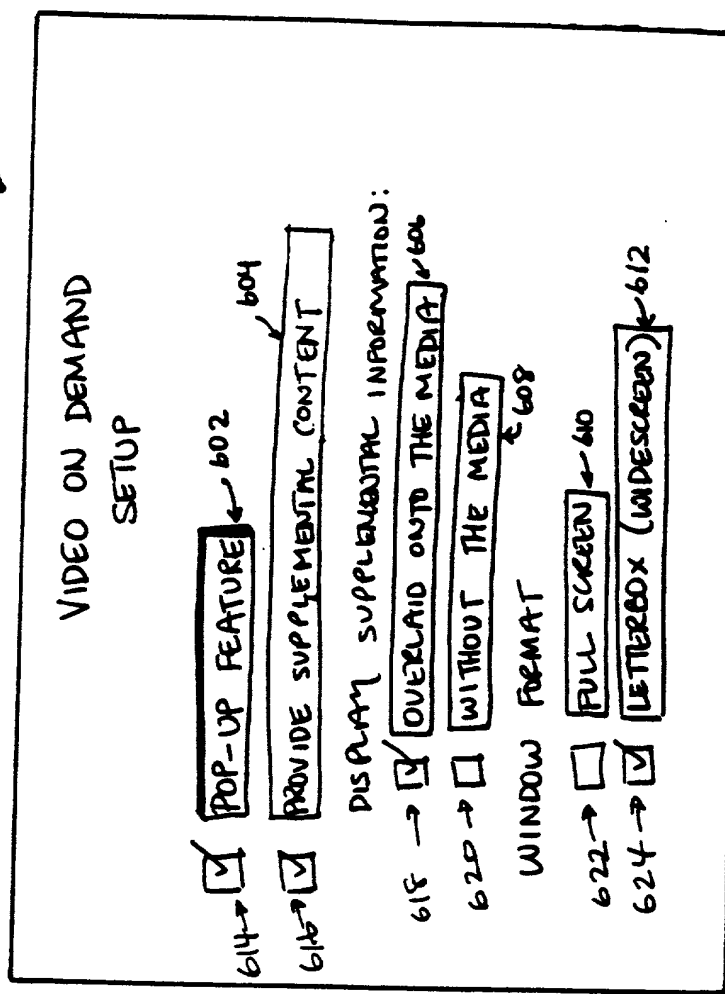 VIDEO ON DEMAND
SETUP
614 POP-UP FEATURE 602
616 PROVIDE SUPPLEMENTAL CONTENT 604
DISPLAY SUPPLEMENTAL INFORMATION:
618 OVERLAID ONTO THE MEDIA 606
620 WITHOUT THE MEDIA 608
WINDOW FORMAT
622 FULL SCREEN 610
624 LETTERBOX (WIDESCREEN) 612